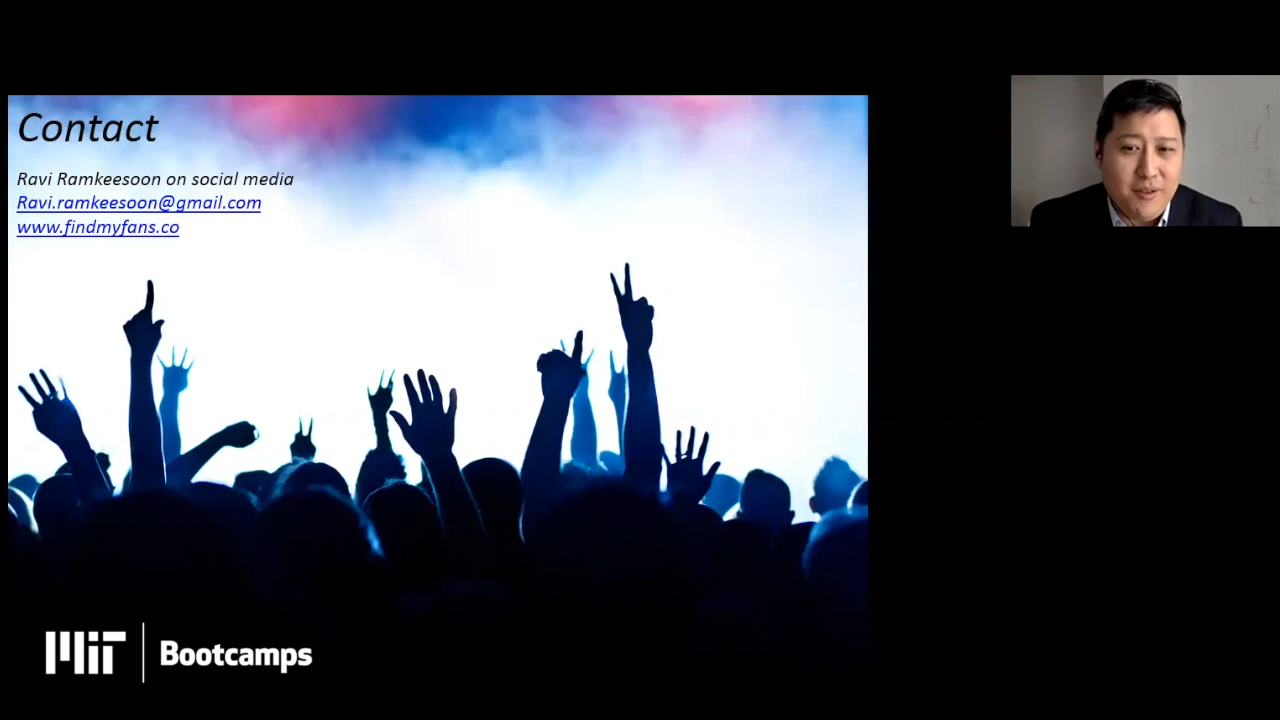 Contact
Ravi Ramkeesoon on social media
Ravi.ramkeesoon@gmail.com
www.findmyfans.co
MIT Bootcamps